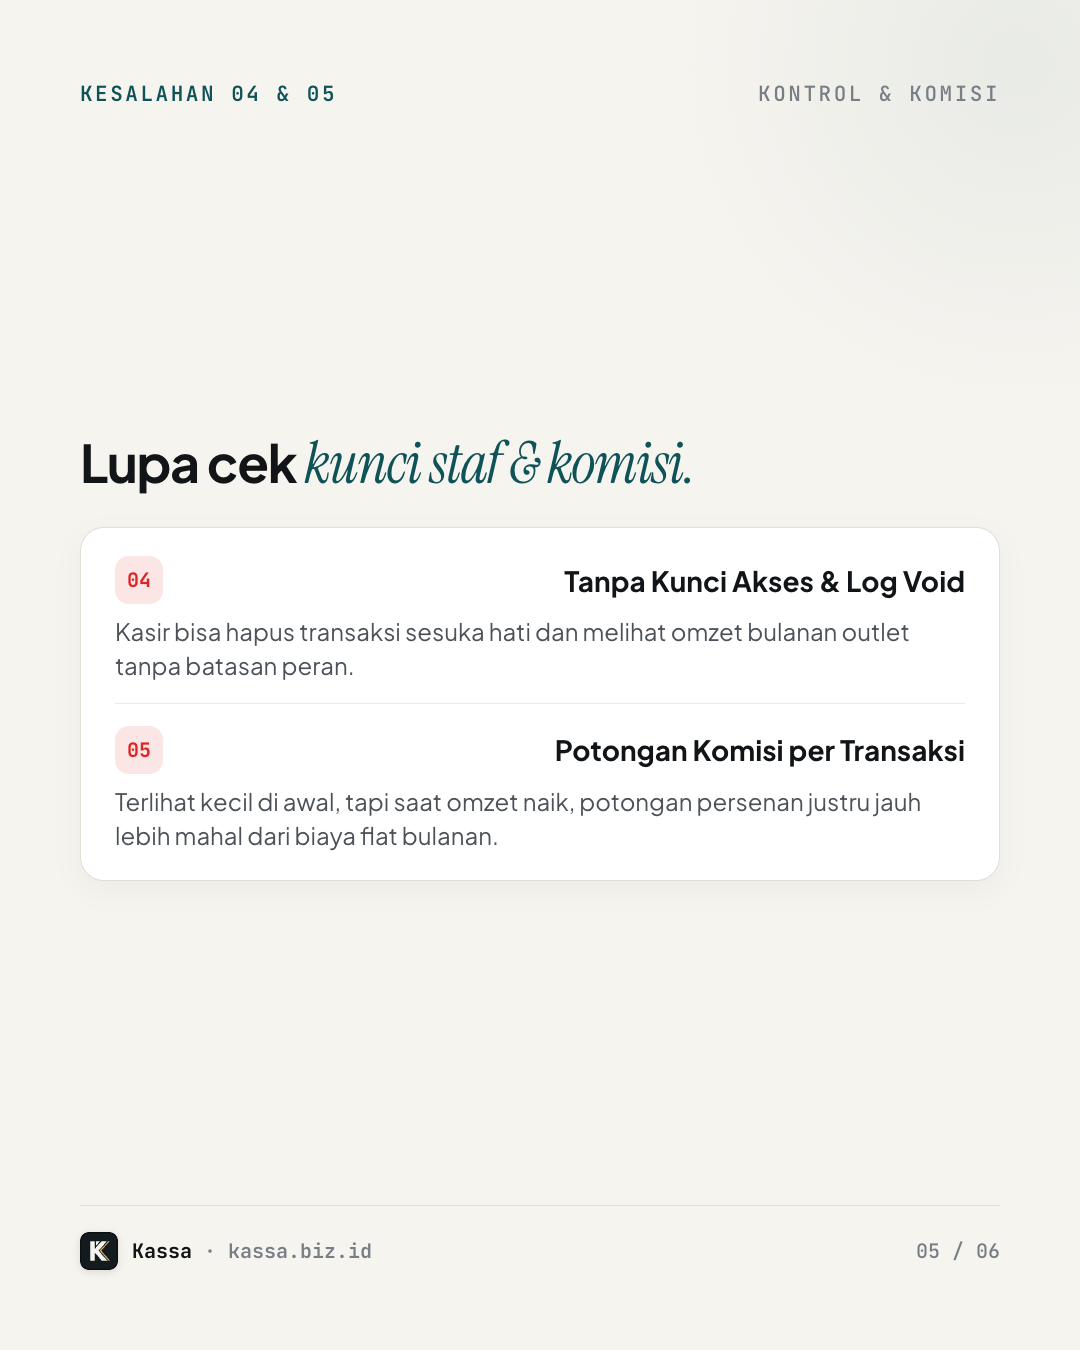 KESALAHAN 04 & 05
KONTROL & KOMISI
Lupa cek kunci staf & komisi.
04
Tanpa Kunci Akses & Log Void
Kasir bisa hapus transaksi sesuka hati dan melihat omzet bulanan outlet
tanpa batasan peran.
05
Potongan Komisi per Transaksi
Terlihat kecil di awal, tapi saat omzet naik, potongan persenan justru jauh
lebih mahal dari biaya flat bulanan.
K
Kassa · kassa.biz.id
05 / 06